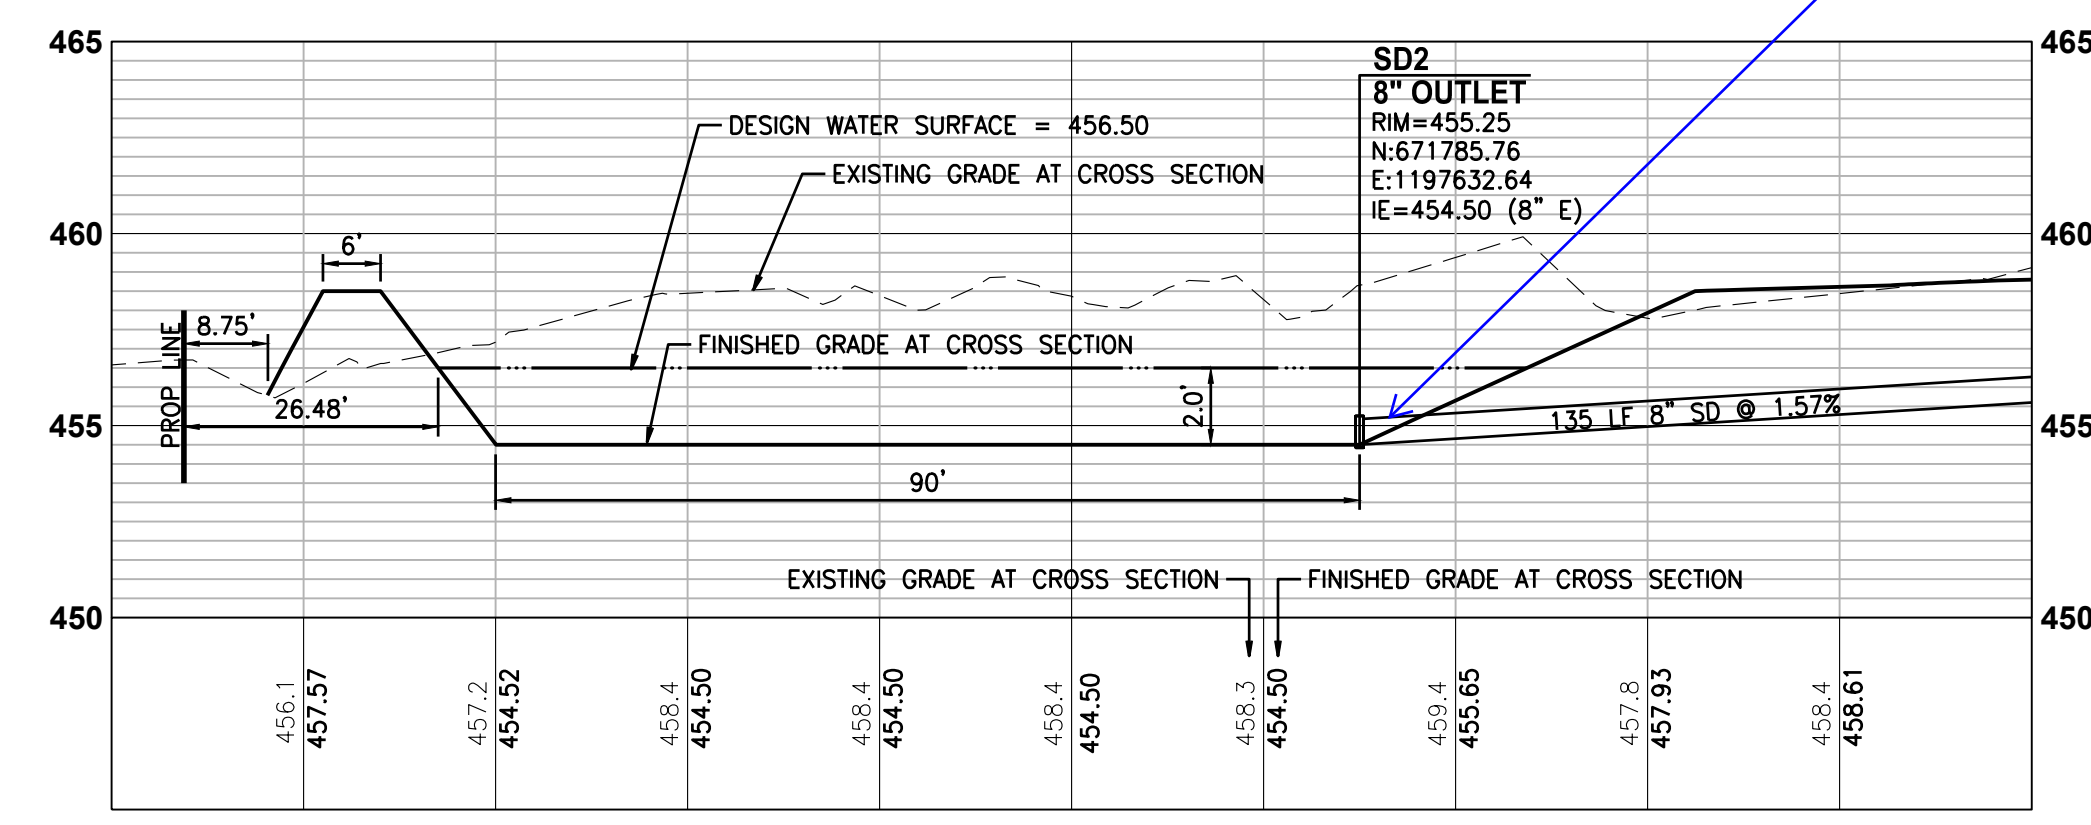 465
465
SD2
8" OUTLET
RIM=455.25
N:671785.76
E:1197632.64
IE=454.50 (8" E)
DESIGN WATER SURFACE = 456.50
EXISTING GRADE AT CROSS SECTION
460
460
6'
8.75'
PROP LINE
FINISHED GRADE AT CROSS SECTION
26.48'
2.0'
135 LF 8" SD @ 1.57%
455
455
90'
EXISTING GRADE AT CROSS SECTION
FINISHED GRADE AT CROSS SECTION
450
450
456.1
457.57
457.2
454.52
458.4
454.50
458.4
454.50
458.4
454.50
458.3
454.50
459.4
455.65
457.8
457.93
458.4
458.61